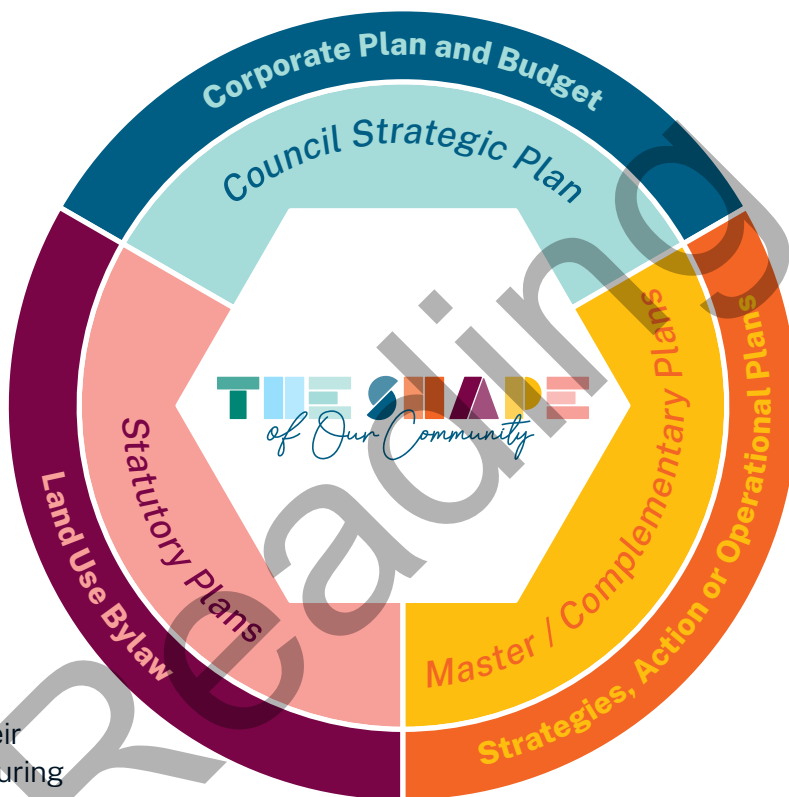 Corporate Plan and Budget
Council Strategic Plan
THE SHAPE
of Our Community
Statutory Plans
Land Use Bylaw
Master / Complementary Plans
Strategies, Action or Operational Plans
Reading
eir
uring